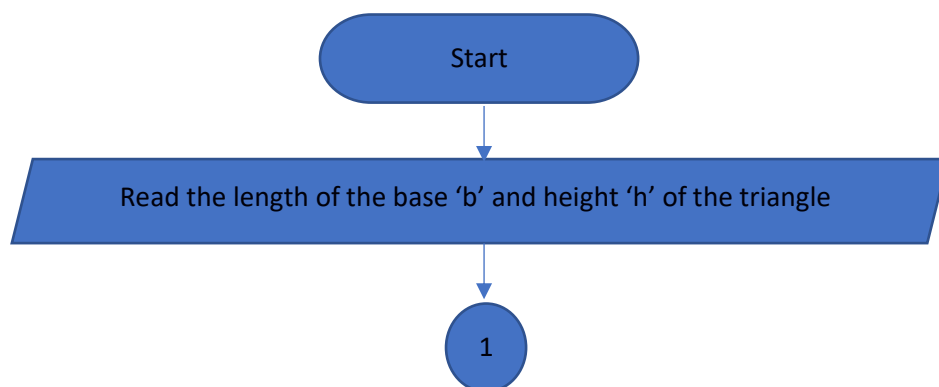 Start
Read the length of the base ‘b’ and height ‘h’ of the triangle
1